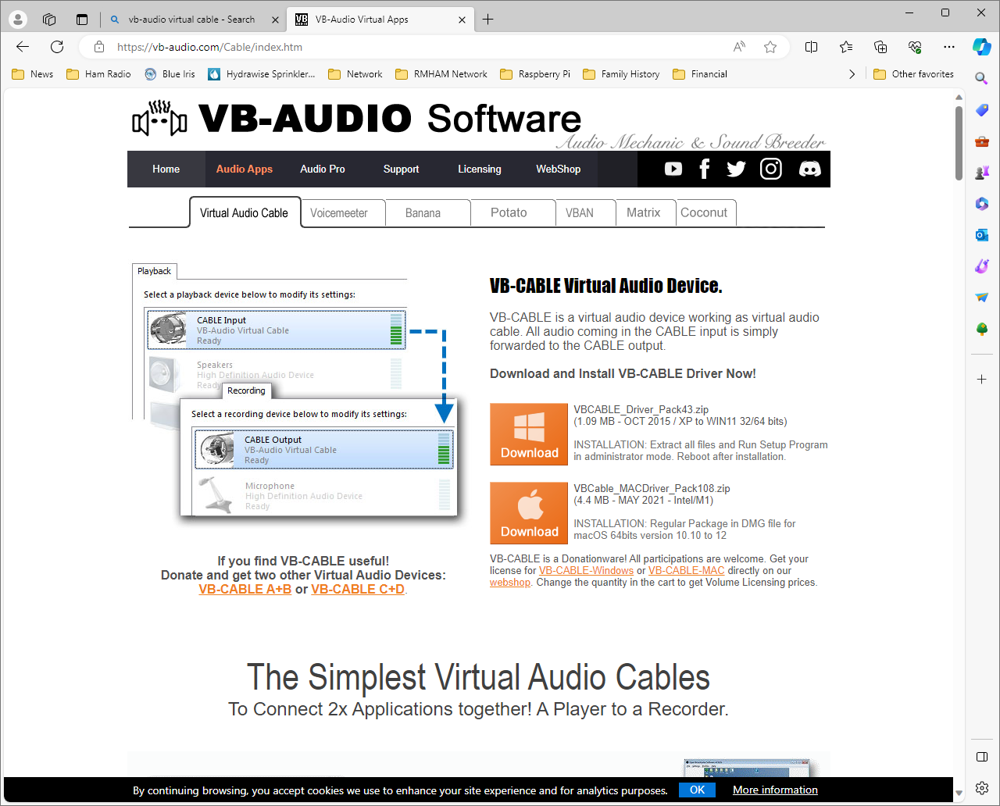 vb-audio virtual cable - Search
VB-Audio Virtual Apps
https://vb-audio.com/Cable/index.htm
News
Ham Radio
Blue Iris
Hydrawise Sprinkler...
Network
RMHAM Network
Raspberry Pi
Family History
Financial
Other favorites
VB-AUDIO Software
Audio Mechanic & Sound Breeder
Home
Audio Apps
Audio Pro
Support
Licensing
WebShop
Virtual Audio Cable
Voicemeeter
Banana
Potato
VBAN
Matrix
Coconut
Playback
Select a playback device below to modify its settings:
CABLE Input
VB-Audio Virtual Cable
Ready
Speakers
High Definition Audio Device
Ready
Recording
Select a recording device below to modify its settings:
CABLE Output
VB-Audio Virtual Cable
Ready
Microphone
High Definition Audio Device
Ready
If you find VB-CABLE useful!
Donate and get two other Virtual Audio Devices:
VB-CABLE A+B or VB-CABLE C+D.
VB-CABLE Virtual Audio Device.
VB-CABLE is a virtual audio device working as virtual audio
cable. All audio coming in the CABLE input is simply
forwarded to the CABLE output.
Download and Install VB-CABLE Driver Now!
Download
VBCABLE_Driver_Pack43.zip
(1.09 MB - OCT 2015 / XP to WIN11 32/64 bits)
INSTALLATION: Extract all files and Run Setup Program
in administrator mode. Reboot after installation.
Download
VBCable_MACDriver_Pack108.zip
(4.4 MB - MAY 2021 - Intel/M1)
INSTALLATION: Regular Package in DMG file for
macOS 64bits version 10.10 to 12
VB-CABLE is a Donationware! All participations are welcome. Get your
license for VB-CABLE-Windows or VB-CABLE-MAC directly on our
webshop. Change the quantity in the cart to get Volume Licensing prices.
The Simplest Virtual Audio Cables
To Connect 2x Applications together! A Player to a Recorder.
By continuing browsing, you accept cookies we use to enhance your site experience and for analytics purposes.
OK
More information